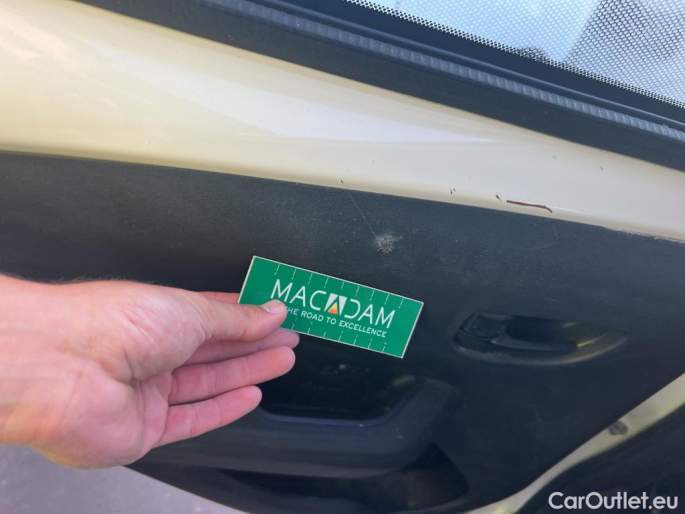 MACADAM
THE ROAD TO EXCELLENCE
CarOutlet.eu